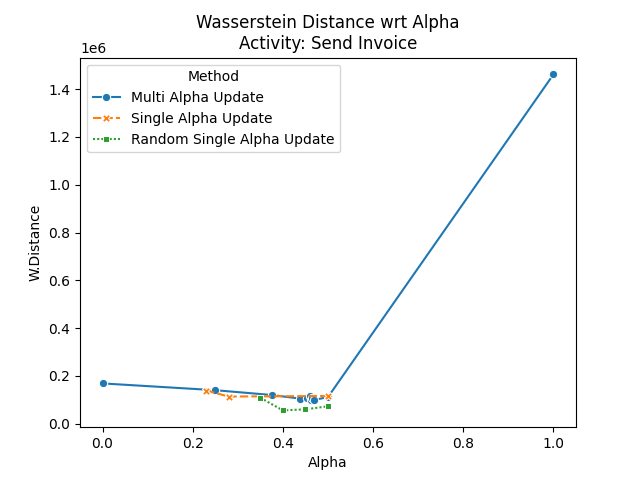 Wasserstein Distance wrt Alpha
Activity: Send Invoice
1e6
Method
Multi Alpha Update
Single Alpha Update
Random Single Alpha Update
W.Distance
1.4
1.2
1.0
0.8
0.6
0.4
0.2
0.0
0.0 0.2 0.4 0.6 0.8 1.0
Alpha